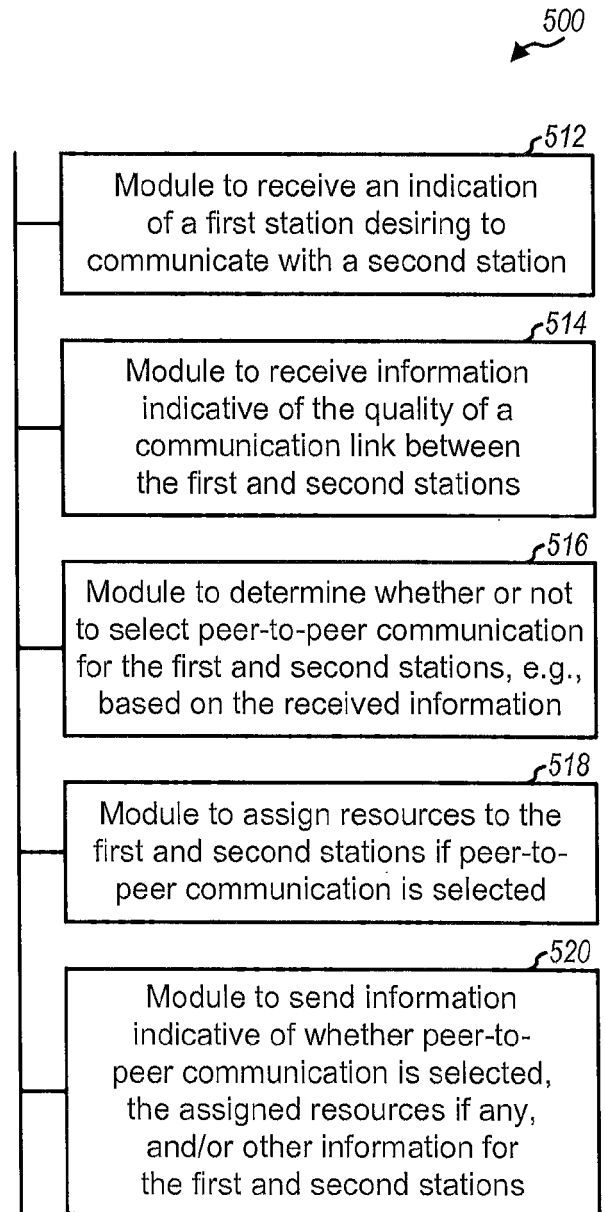 500
512
Module to receive an indication
of a first station desiring to
communicate with a second station
514
Module to receive information
indicative of the quality of a
communication link between
the first and second stations
516
Module to determine whether or not
to select peer-to-peer communication
for the first and second stations, e.g.,
based on the received information
518
Module to assign resources to the
first and second stations if peer-to-
peer communication is selected
520
Module to send information
indicative of whether peer-to-
peer communication is selected,
the assigned resources if any,
and/or other information for
the first and second stations